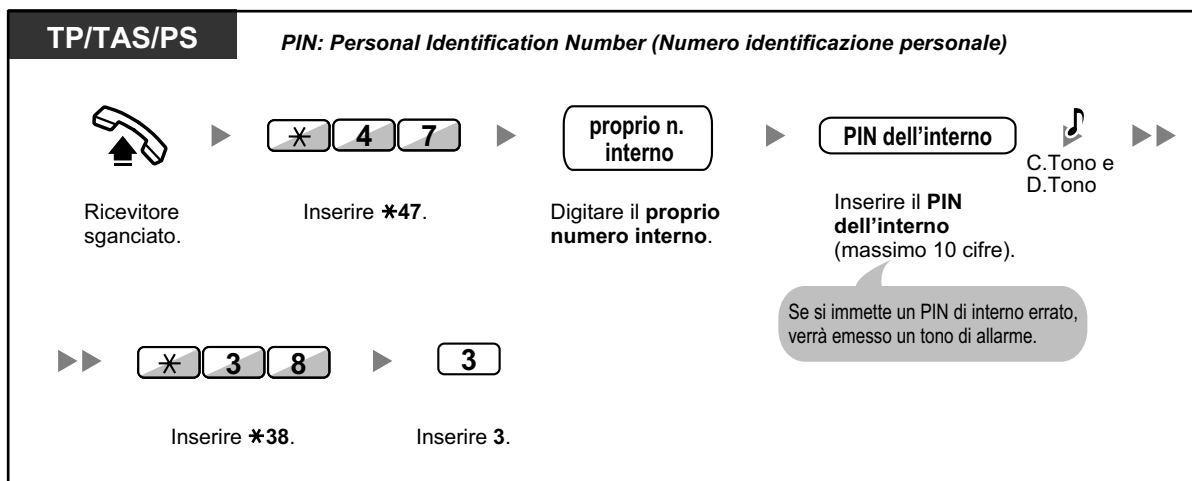 TP/TAS/PS
PIN: Personal Identification Number (Numero identificazione personale)
✳ 4 7
proprio n.
interno
PIN dell'interno
C.Tono e
D.Tono
Ricevitore
sganciato.
Inserire ✳47.
Digitare il proprio
numero interno.
Inserire il PIN
dell'interno
(massimo 10 cifre).
Se si immette un PIN di interno errato,
verrà emesso un tono di allarme.
✳ 3 8
3
Inserire ✳38.
Inserire 3.